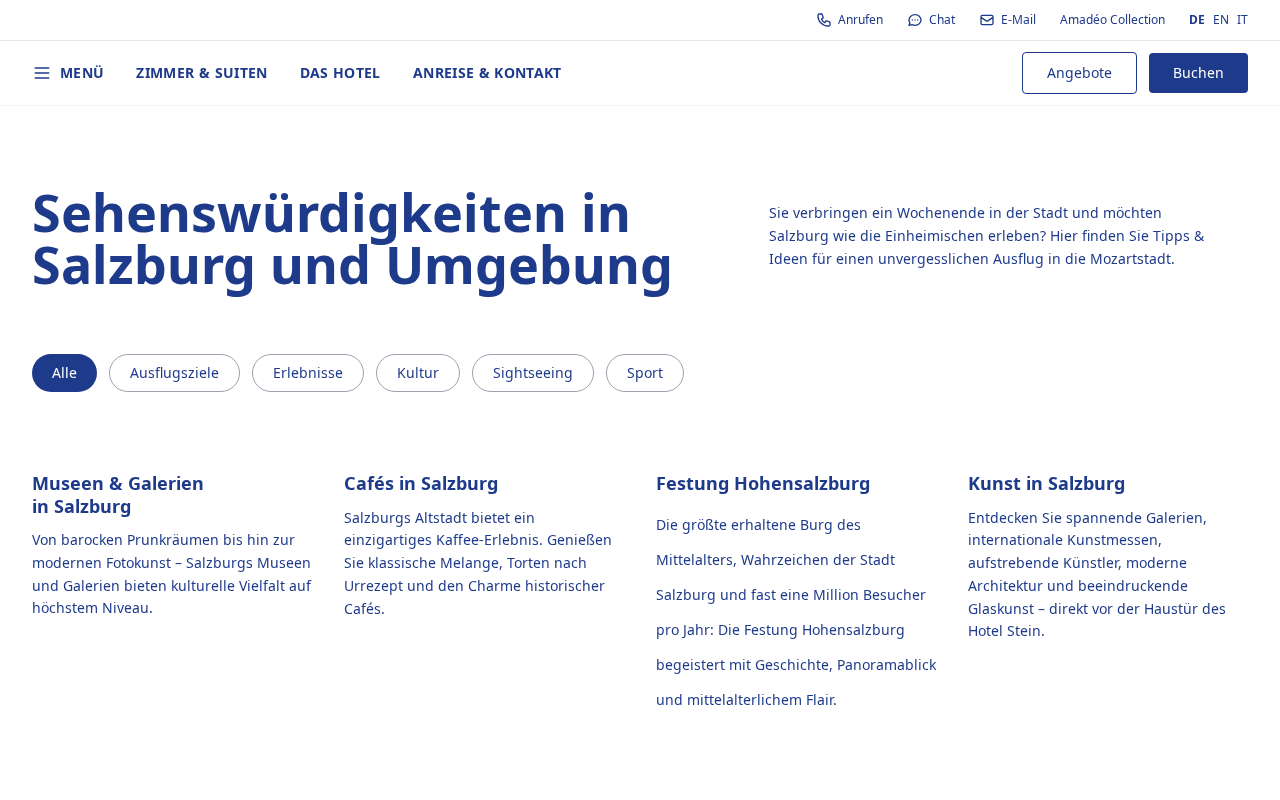 Anrufen Chat E-Mail Amadéo Collection DE EN IT
MENÜ ZIMMER & SUITEN DAS HOTEL ANREISE & KONTAKT Angebote Buchen
Sehenswürdigkeiten in
Salzburg und Umgebung
Sie verbringen ein Wochenende in der Stadt und möchten
Salzburg wie die Einheimischen erleben? Hier finden Sie Tipps &
Ideen für einen unvergesslichen Ausflug in die Mozartstadt.
Alle Ausflugsziele Erlebnisse Kultur Sightseeing Sport
Museen & Galerien
in Salzburg
Von barocken Prunkräumen bis hin zur
modernen Fotokunst – Salzburgs Museen
und Galerien bieten kulturelle Vielfalt auf
höchstem Niveau.
Cafés in Salzburg
Salzburgs Altstadt bietet ein
einzigartiges Kaffee-Erlebnis. Genießen
Sie klassische Melange, Torten nach
Urrezept und den Charme historischer
Cafés.
Festung Hohensalzburg
Die größte erhaltene Burg des
Mittelalters, Wahrzeichen der Stadt
Salzburg und fast eine Million Besucher
pro Jahr: Die Festung Hohensalzburg
begeistert mit Geschichte, Panoramablick
und mittelalterlichem Flair.
Kunst in Salzburg
Entdecken Sie spannende Galerien,
internationale Kunstmessen,
aufstrebende Künstler, moderne
Architektur und beeindruckende
Glaskunst – direkt vor der Haustür des
Hotel Stein.